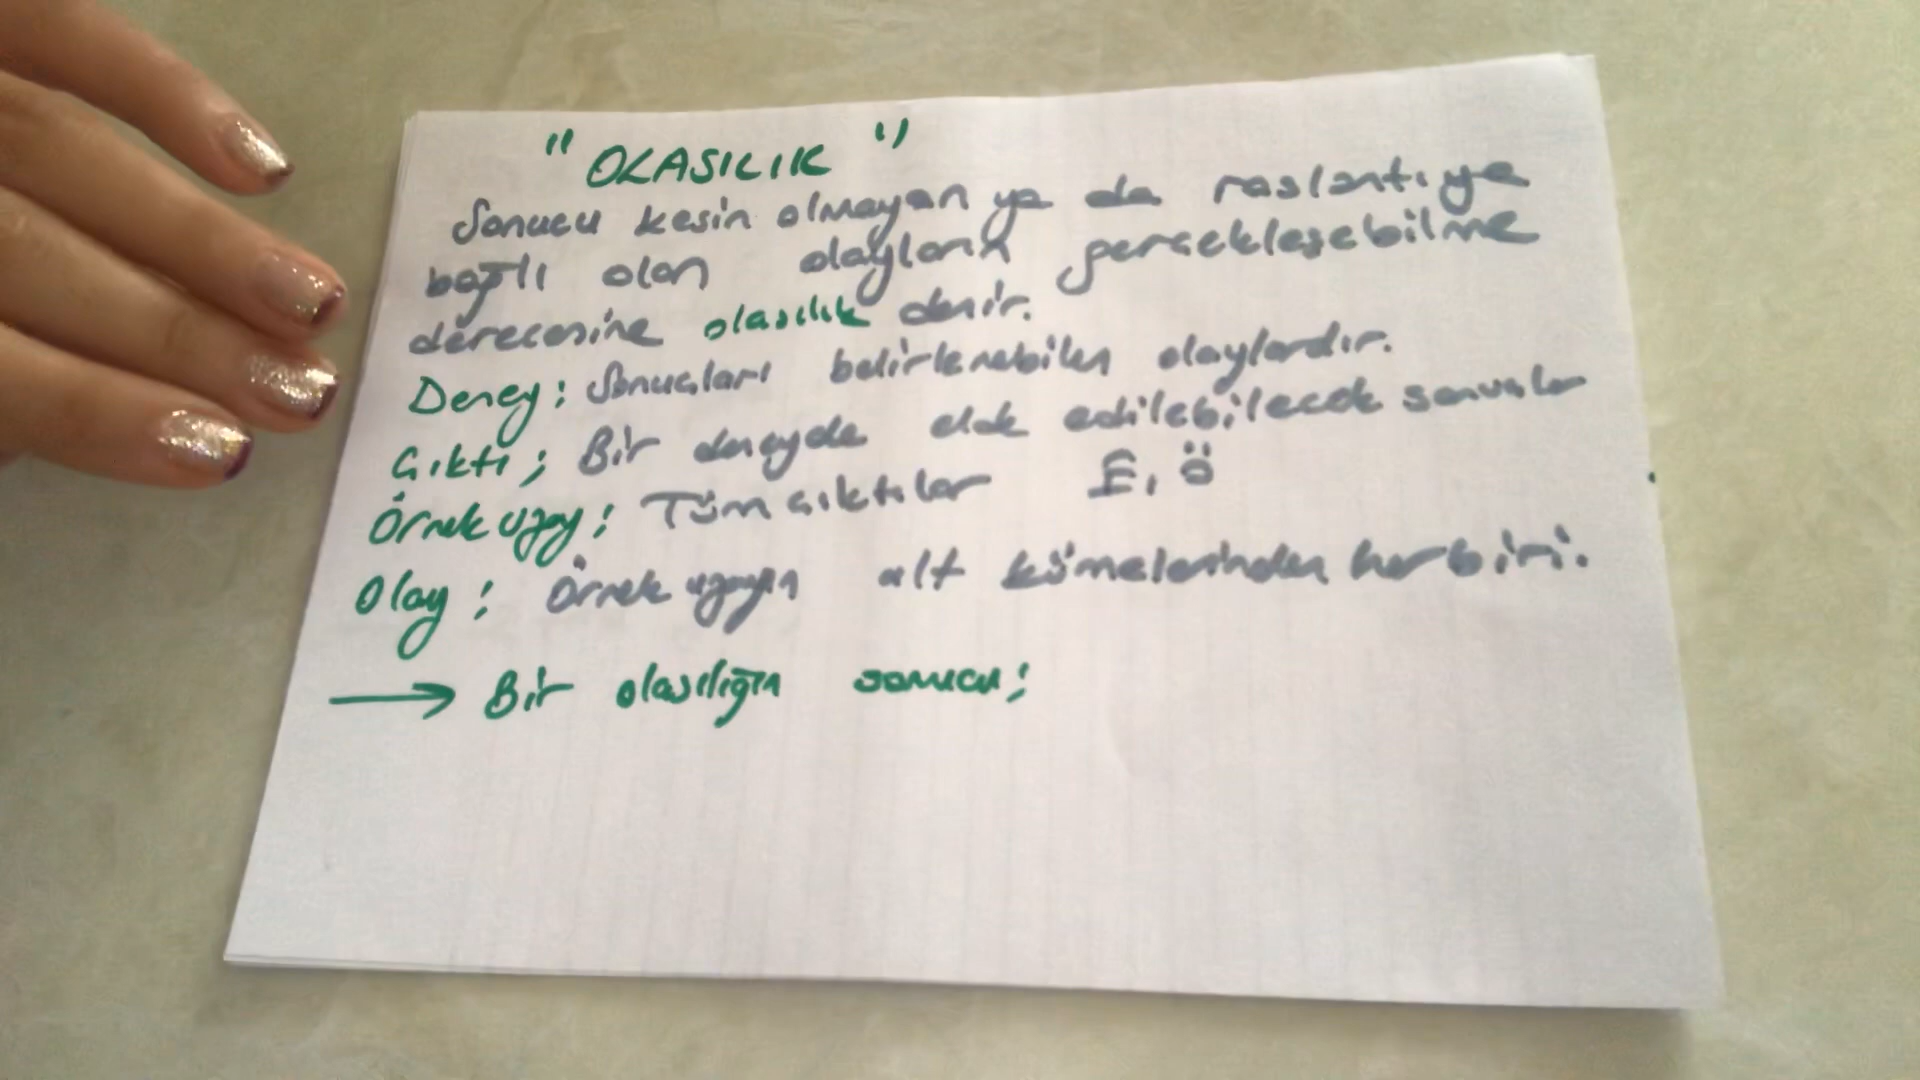 " OLASILIK "
Sonucu kesin olmayan ya da raslantıya
bağlı olan olayların gerçekleşebilme
derecesine olasılık denir.
Deney: Sonuçları belirlenebilen olaylardır.
Çıktı; Bir deneyde elde edilebilecek sonuçlar
Örnek uzay: Tüm çıktılar E, Ö
Olay: Örnek uzayın alt kümelerinden her biri.
→ Bir olasılığın sonucu;